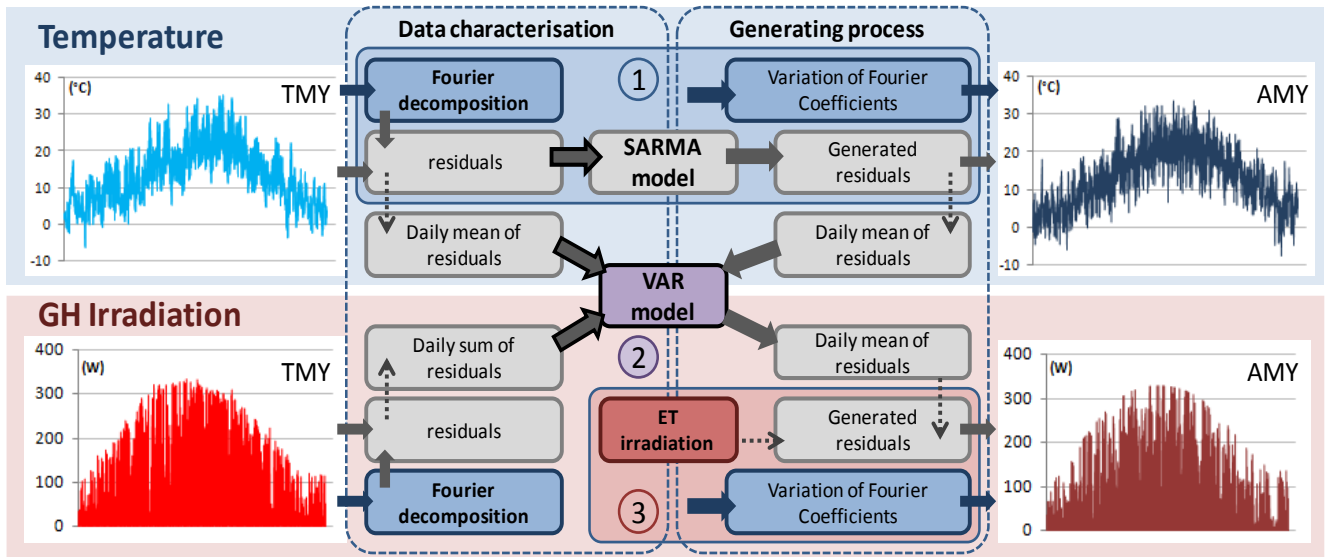 Temperature
Data characterisation
Generating process
(°C)
TMY
40
30
20
10
0
-10
Fourier
decomposition
1
Variation of Fourier
Coefficients
(°C)
AMY
40
30
20
10
0
-10
residuals
SARMA
model
Generated
residuals
Daily mean of
residuals
Daily mean of
residuals
VAR
model
GH Irradiation
(W)
TMY
400
300
200
100
0
Daily sum of
residuals
2
Daily mean of
residuals
(W)
AMY
400
300
200
100
0
residuals
ET
irradiation
Generated
residuals
Fourier
decomposition
3
Variation of Fourier
Coefficients